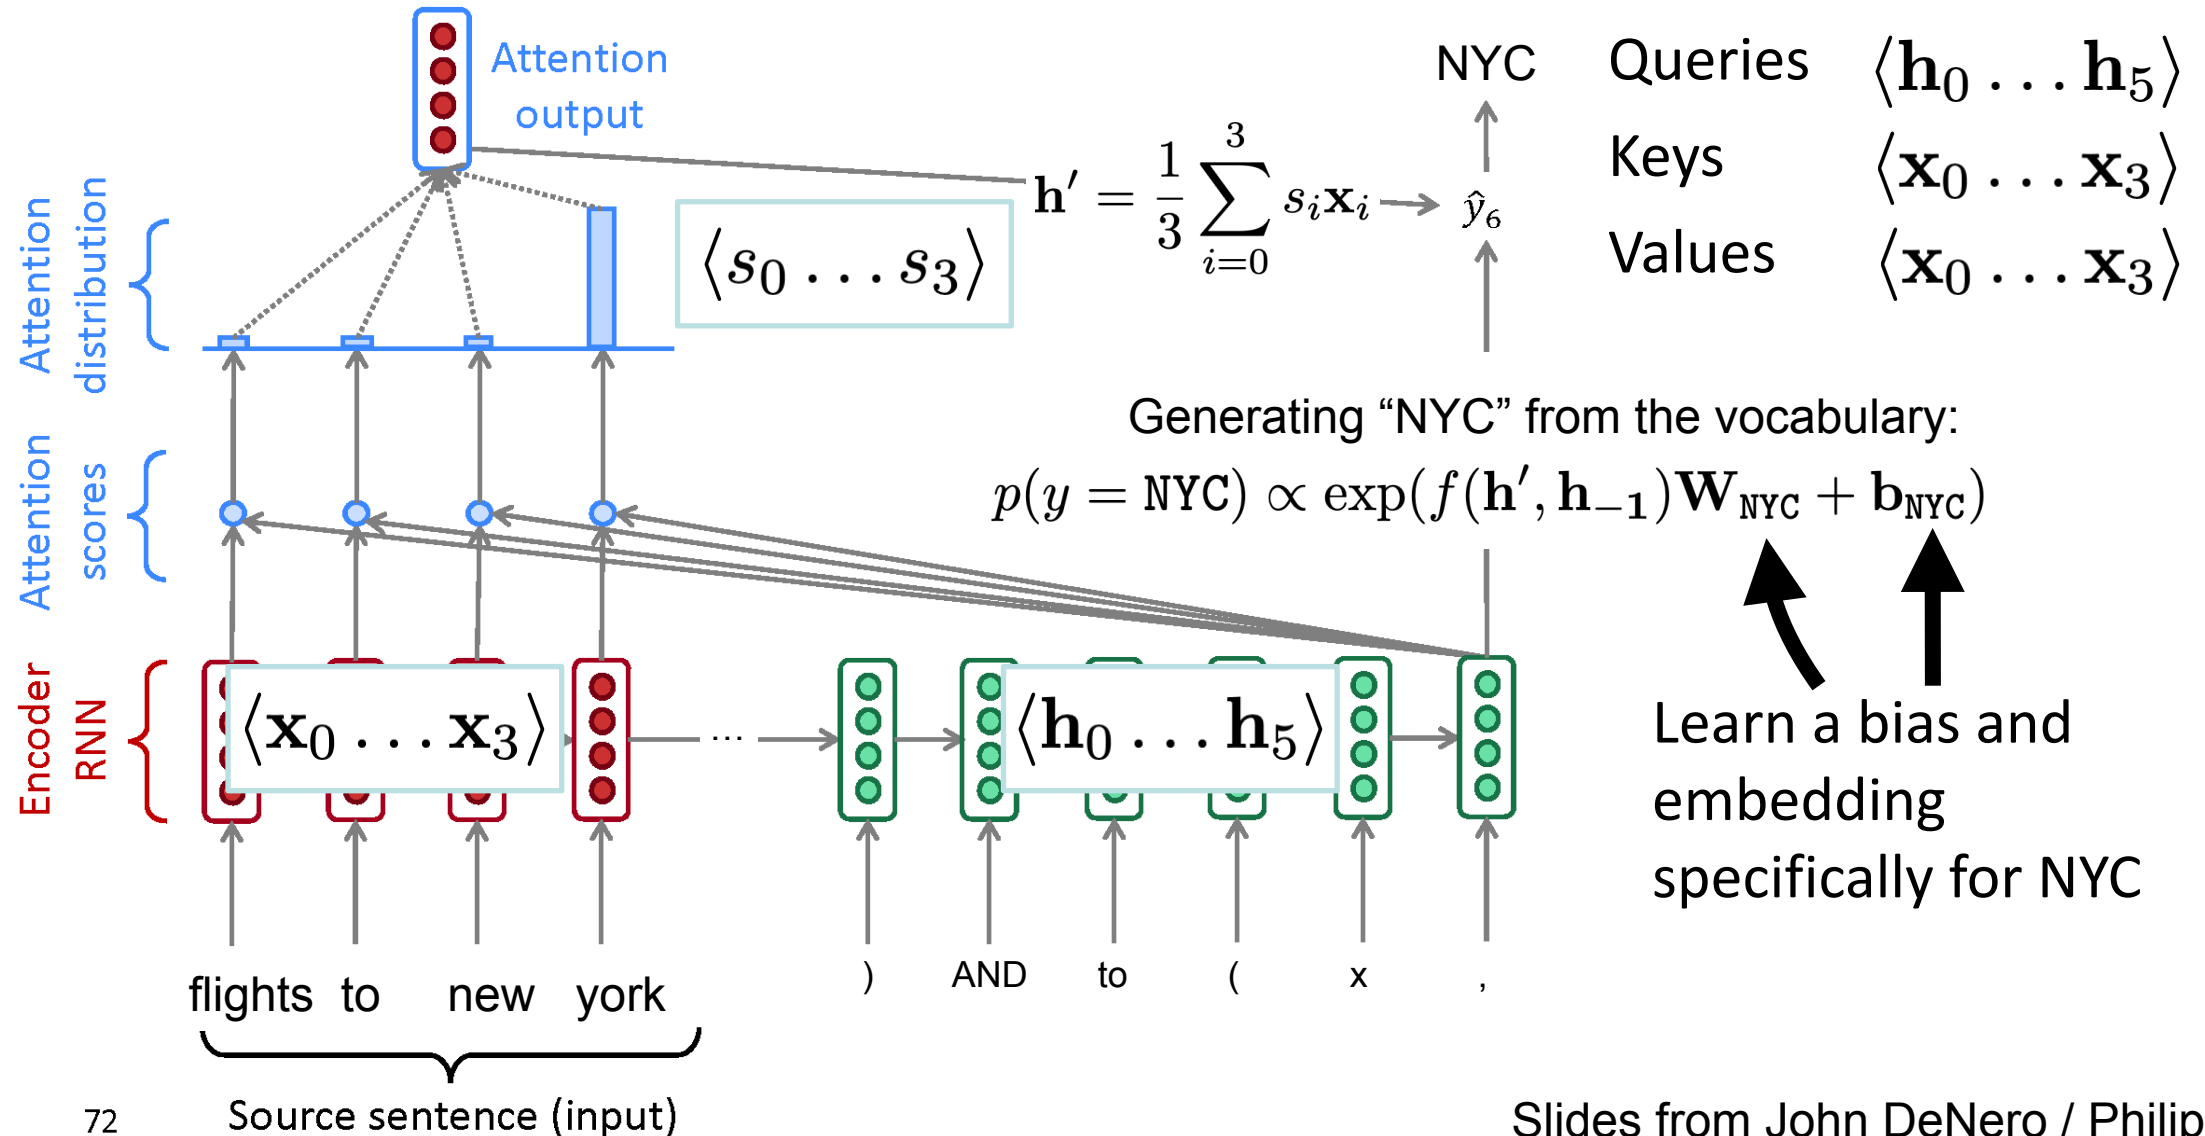 Attention
output
NYC
Queries ⟨h₀ … h₅⟩
Keys ⟨x₀ … x₃⟩
Values ⟨x₀ … x₃⟩
h′ = 1/3 ∑_{i=0}^{3} sᵢxᵢ
ŷ₆
Attention
distribution
⟨s₀ … s₃⟩
Attention
scores
Generating “NYC” from the vocabulary:
p(y = NYC) ∝ exp(f(h′, h₋₁)W_NYC + b_NYC)
Encoder
RNN
⟨x₀ … x₃⟩
...
⟨h₀ … h₅⟩
Learn a bias and
embedding
specifically for NYC
flights to new york
) AND to ( x ,
Source sentence (input)
72
Slides from John DeNero / Philip